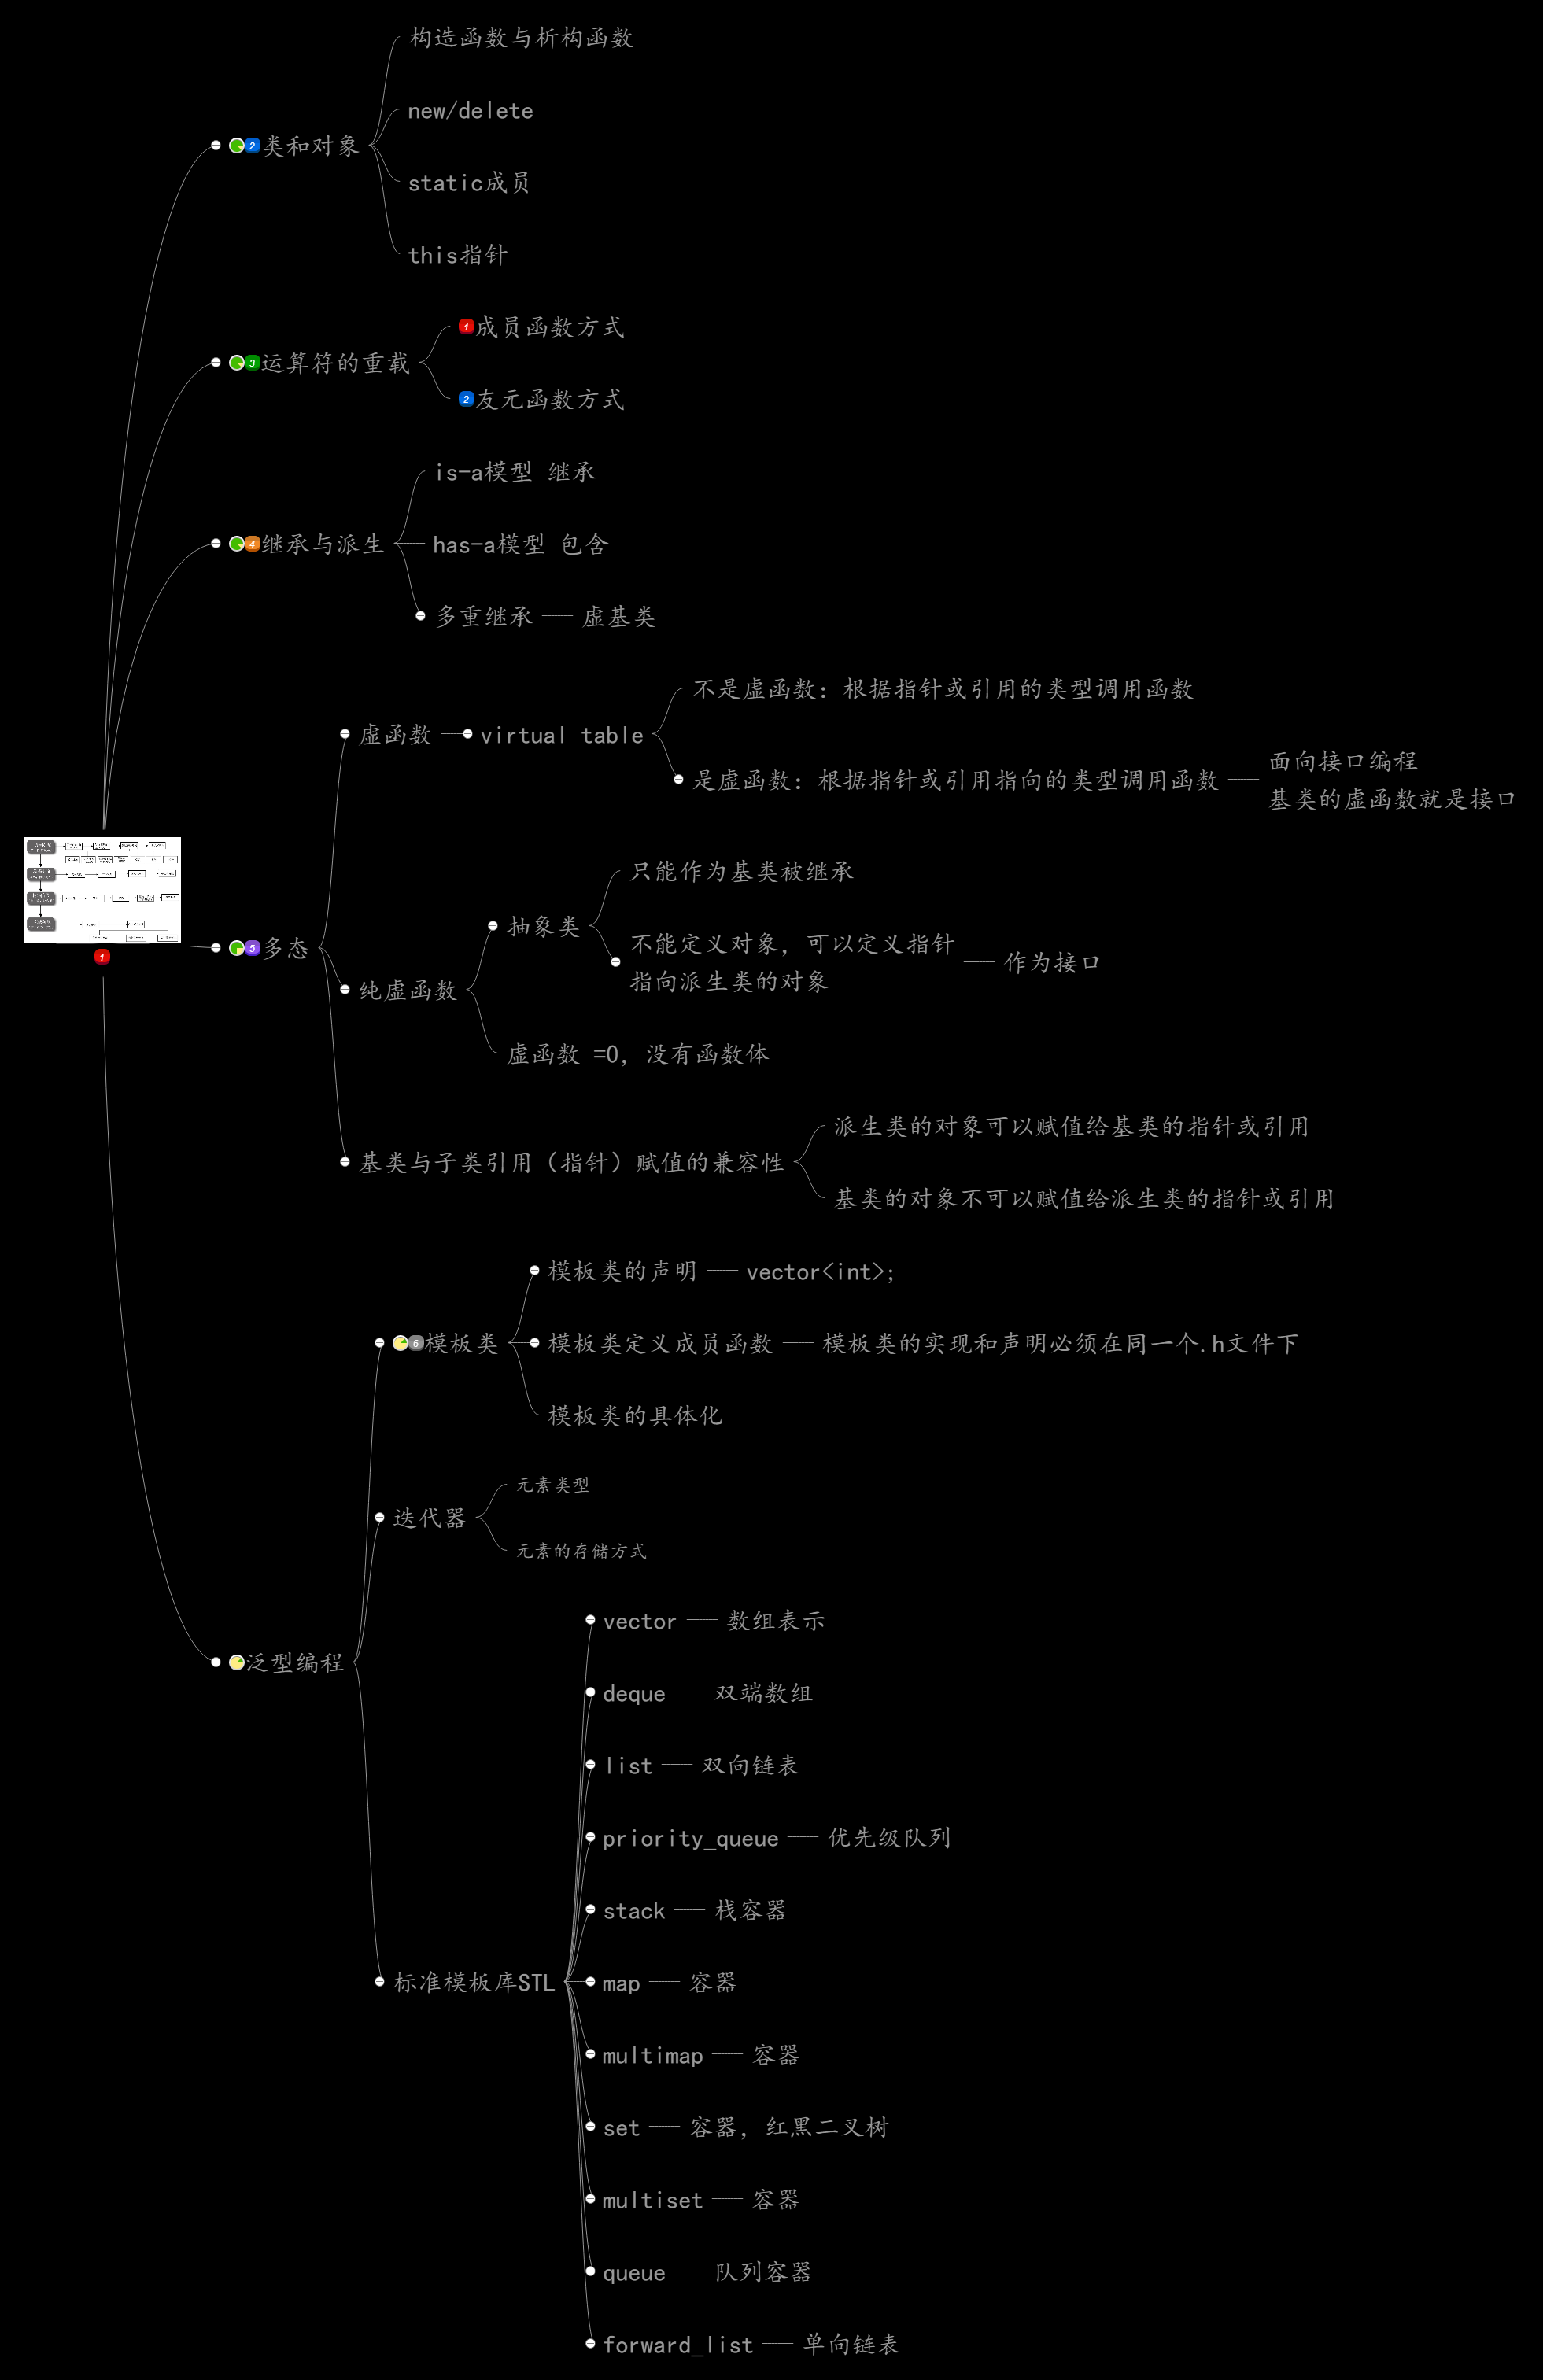 构造函数与析构函数
new/delete
2 类和对象
static成员
this指针
1 成员函数方式
3 运算符的重载
2 友元函数方式
is-a模型 继承
4 继承与派生
has-a模型 包含
多重继承
虚基类
不是虚函数：根据指针或引用的类型调用函数
虚函数
virtual table
是虚函数：根据指针或引用指向的类型调用函数
面向接口编程
基类的虚函数就是接口
只能作为基类被继承
抽象类
不能定义对象，可以定义指针
指向派生类的对象
作为接口
1
5 多态
纯虚函数
虚函数 =0，没有函数体
派生类的对象可以赋值给基类的指针或引用
基类与子类引用（指针）赋值的兼容性
基类的对象不可以赋值给派生类的指针或引用
模板类的声明
vector<int>;
6 模板类
模板类定义成员函数
模板类的实现和声明必须在同一个.h文件下
模板类的具体化
元素类型
迭代器
元素的存储方式
vector
数组表示
泛型编程
deque
双端数组
list
双向链表
priority_queue
优先级队列
stack
栈容器
标准模板库STL
map
容器
multimap
容器
set
容器，红黑二叉树
multiset
容器
queue
队列容器
forward_list
单向链表